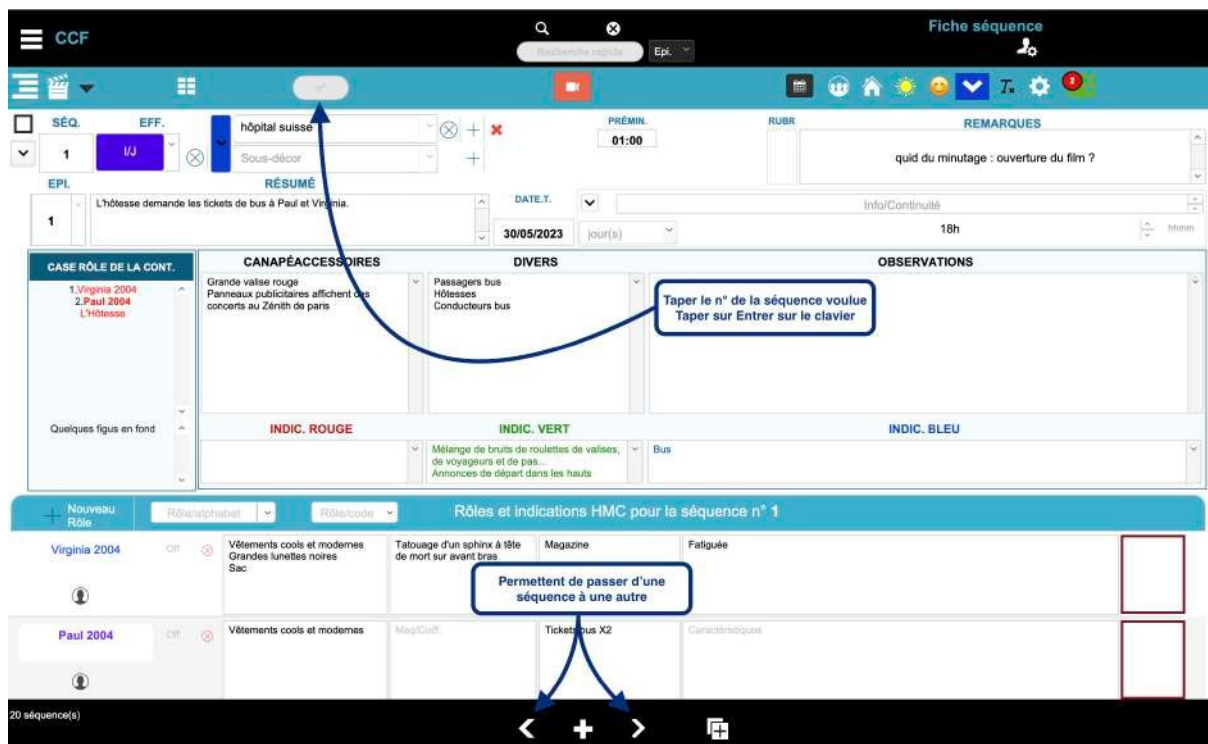 CCF
Recherche rapide
Epi.
Fiche séquence
n°
2
SÉQ.
EFF.
1
I/J
hôpital suisse
Sous-décor
PRÉMIN.
01:00
RUBR
REMARQUES
quid du minutage : ouverture du film ?
EPI.
RÉSUMÉ
1
L'hôtesse demande les tickets de bus à Paul et Virginia.
DATE.T.
30/05/2023
jour(s)
Info/Continuité
18h
hhmm
CASE RÔLE DE LA CONT.
1.Virginia 2004
2.Paul 2004
L'Hôtesse
Quelques figus en fond
CANAPÉACCESSOIRES
Grande valise rouge
Panneaux publicitaires affichent des
concerts au Zénith de paris
DIVERS
Passagers bus
Hôtesses
Conducteurs bus
OBSERVATIONS
Taper le n° de la séquence voulue
Taper sur Entrer sur le clavier
INDIC. ROUGE
INDIC. VERT
Mélange de bruits de roulettes de valises,
de voyageurs et de pas...
Annonces de départ dans les hauts
INDIC. BLEU
Bus
Nouveau
Rôle
Rôle/alphabet
Rôle/code
Rôles et indications HMC pour la séquence n° 1
Virginia 2004
Off
Vêtements cools et modernes
Grandes lunettes noires
Sac
Tatouage d'un sphinx à tête
de mort sur avant bras
Magazine
Fatiguée
Permettent de passer d'une
séquence à une autre
Paul 2004
Off
Vêtements cools et modernes
Maq/Coiff.
Tickets bus X2
Caractéristiques
20 séquence(s)